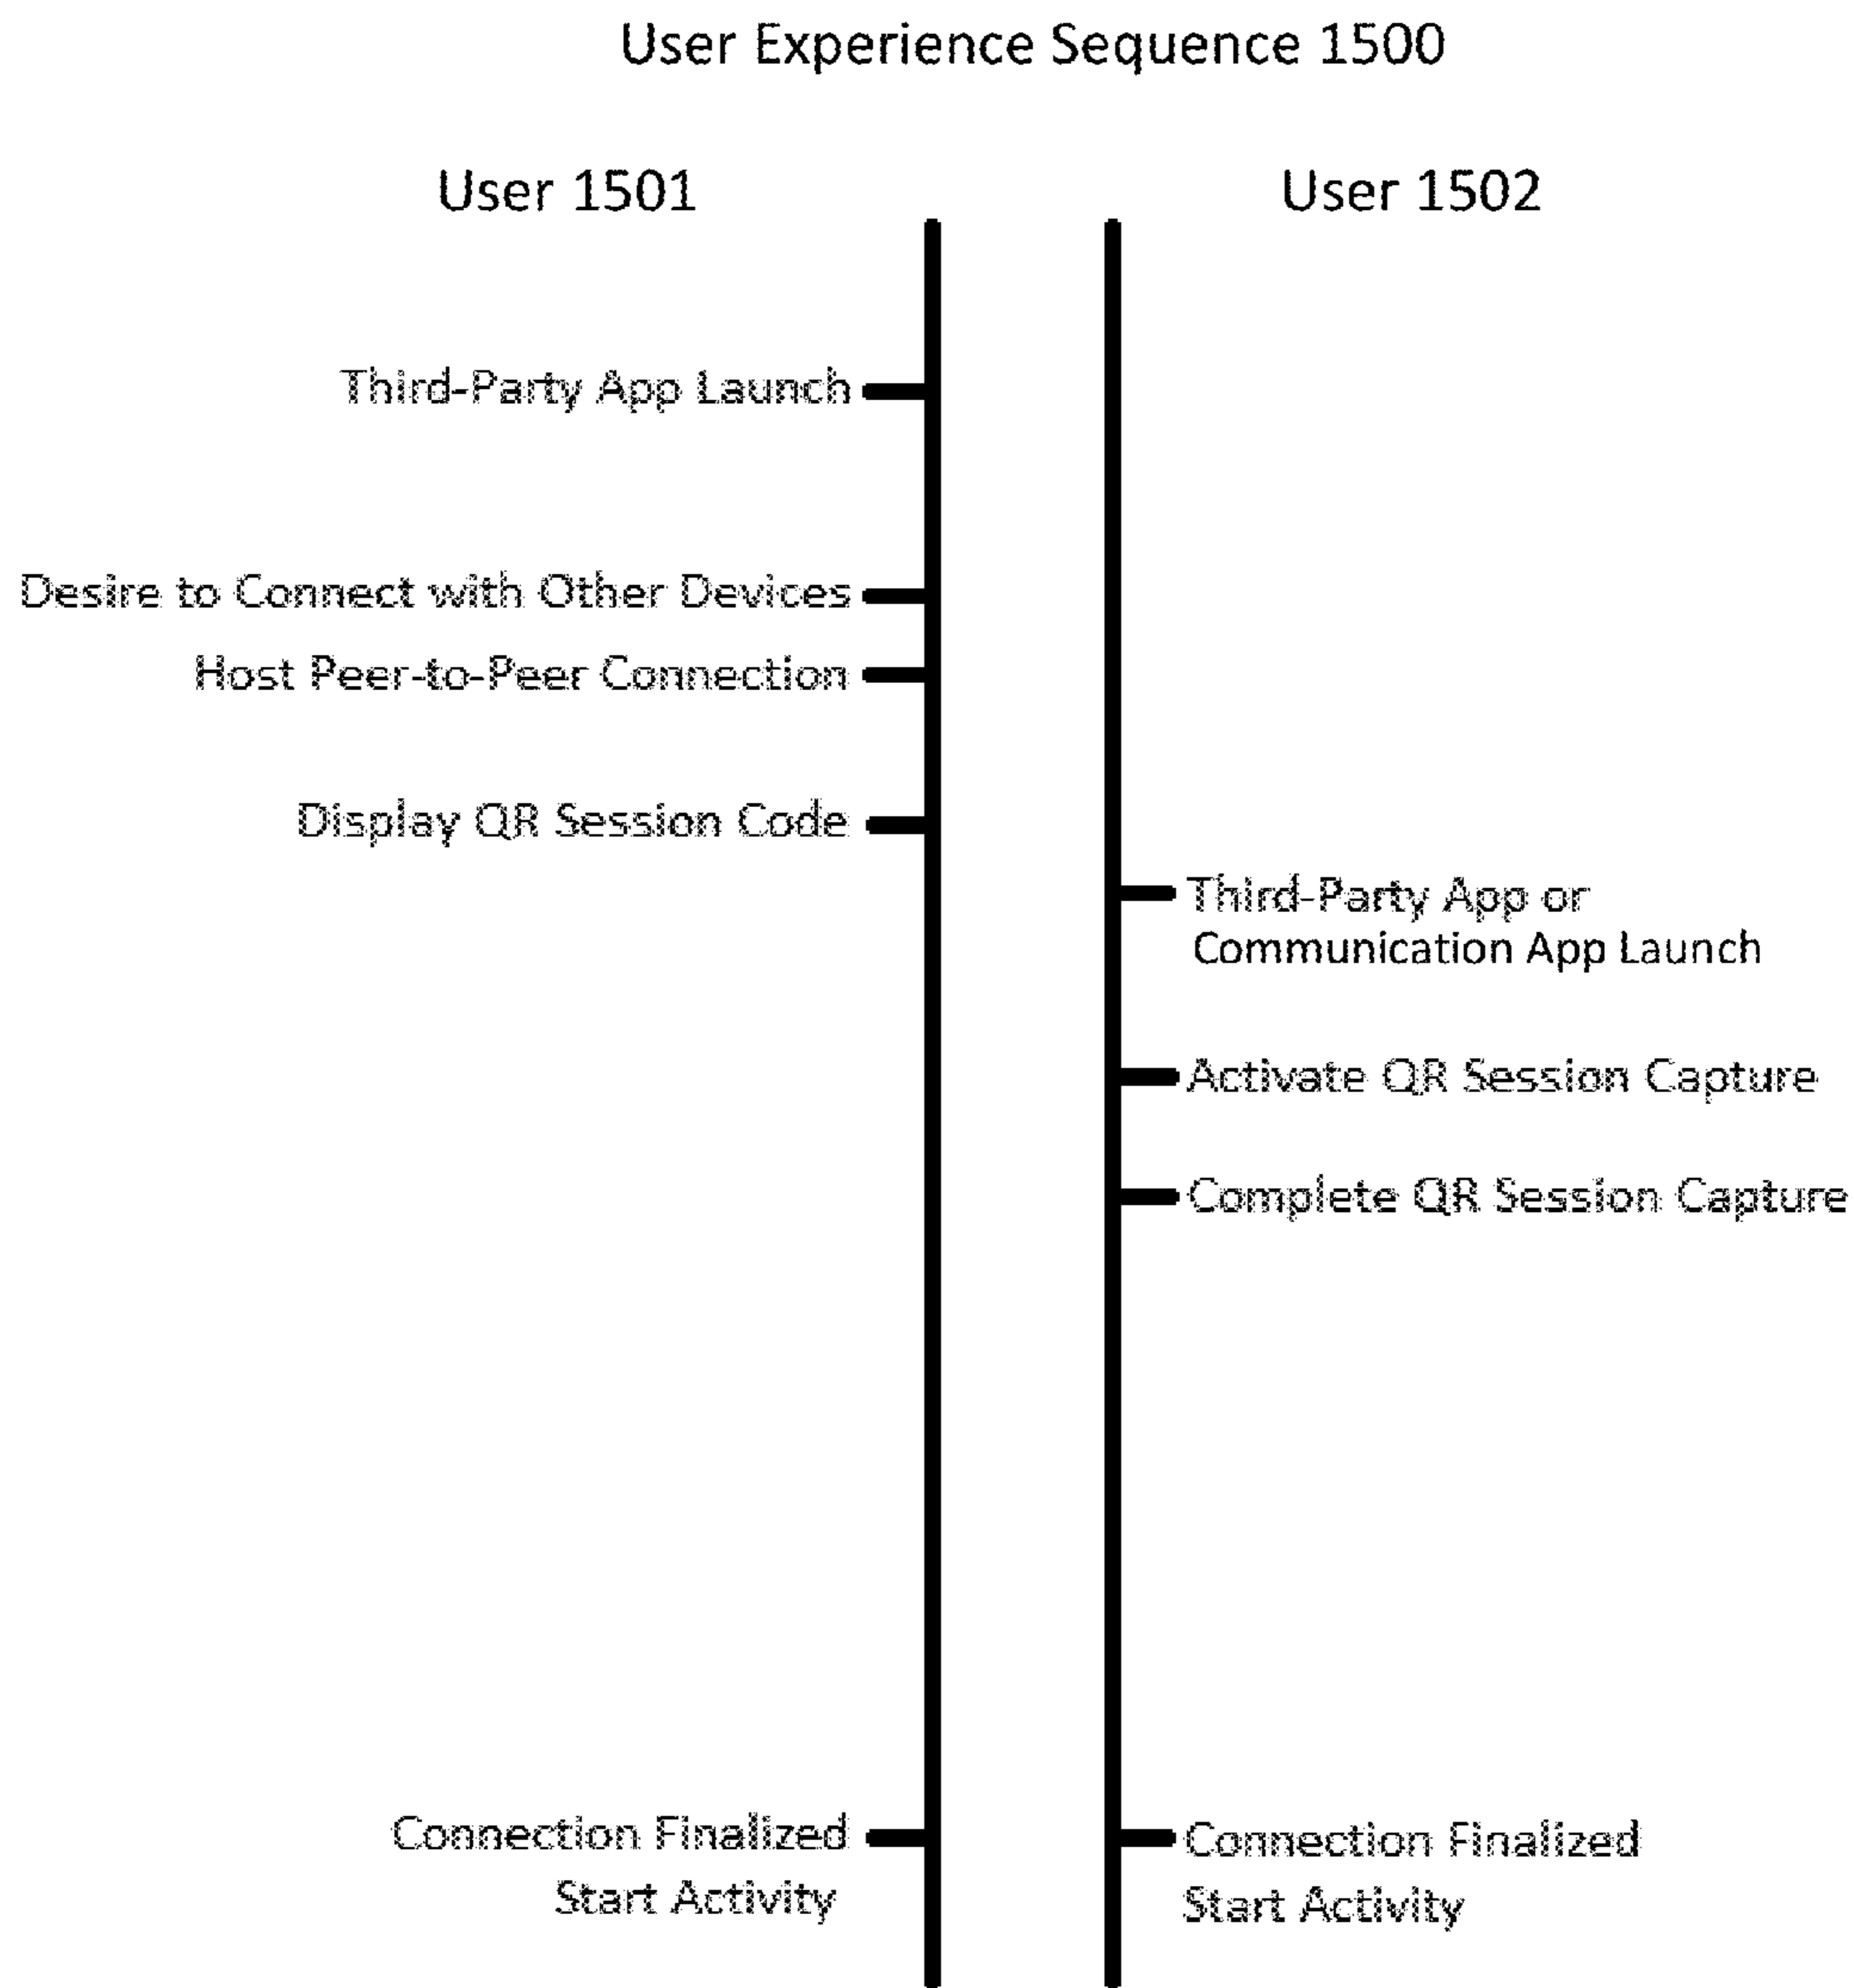 User Experience Sequence 1500
User 1501
User 1502
Third-Party App Launch
Desire to Connect with Other Devices
Host Peer-to-Peer Connection
Display QR Session Code
Third-Party App or
Communication App Launch
Activate QR Session Capture
Complete QR Session Capture
Connection Finalized
Start Activity
Connection Finalized
Start Activity